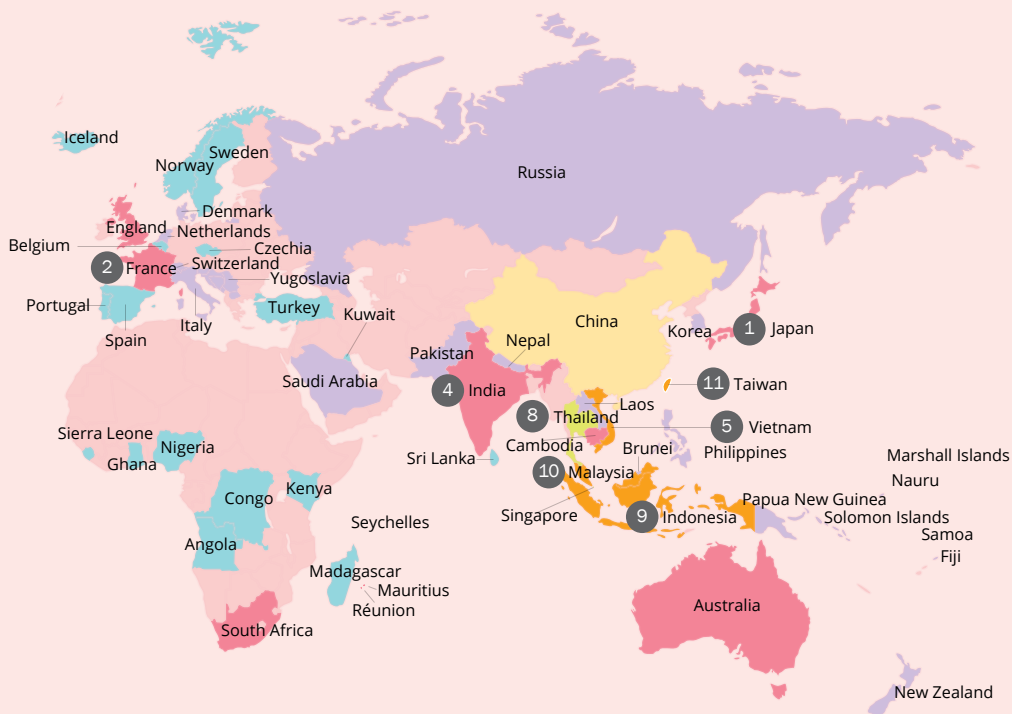 Iceland
Sweden
Norway
Russia
Denmark
England
Netherlands
Belgium
Czechia
2 France
Switzerland
Yugoslavia
Portugal
Turkey
Kuwait
Spain
Italy
China
Korea
1 Japan
Nepal
Pakistan
Saudi Arabia
4 India
11 Taiwan
Laos
8 Thailand
5 Vietnam
Sierra Leone
Nigeria
Ghana
Cambodia
Brunei
Philippines
Sri Lanka
Marshall Islands
10 Malaysia
Nauru
Kenya
Congo
Papua New Guinea
Singapore
9 Indonesia
Solomon Islands
Seychelles
Samoa
Angola
Fiji
Madagascar
Mauritius
Réunion
Australia
South Africa
New Zealand